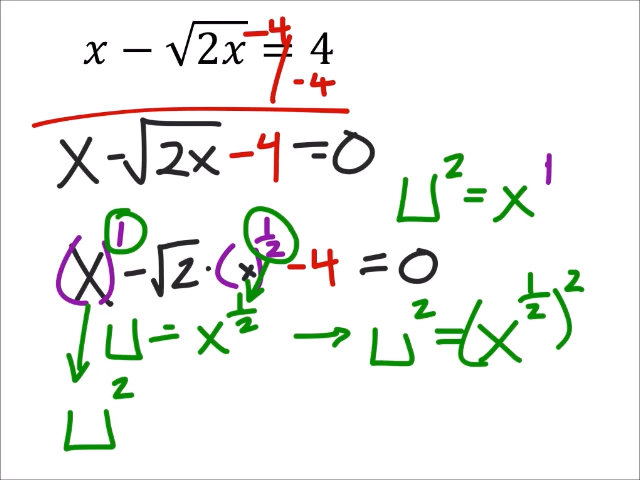 x − √2x = 4
-4 / -4
x - √2x - 4 = 0
u² = x¹
(x)¹ - √2 · (x)^½ - 4 = 0
u = x^½ → u² = (x^½)²
u²